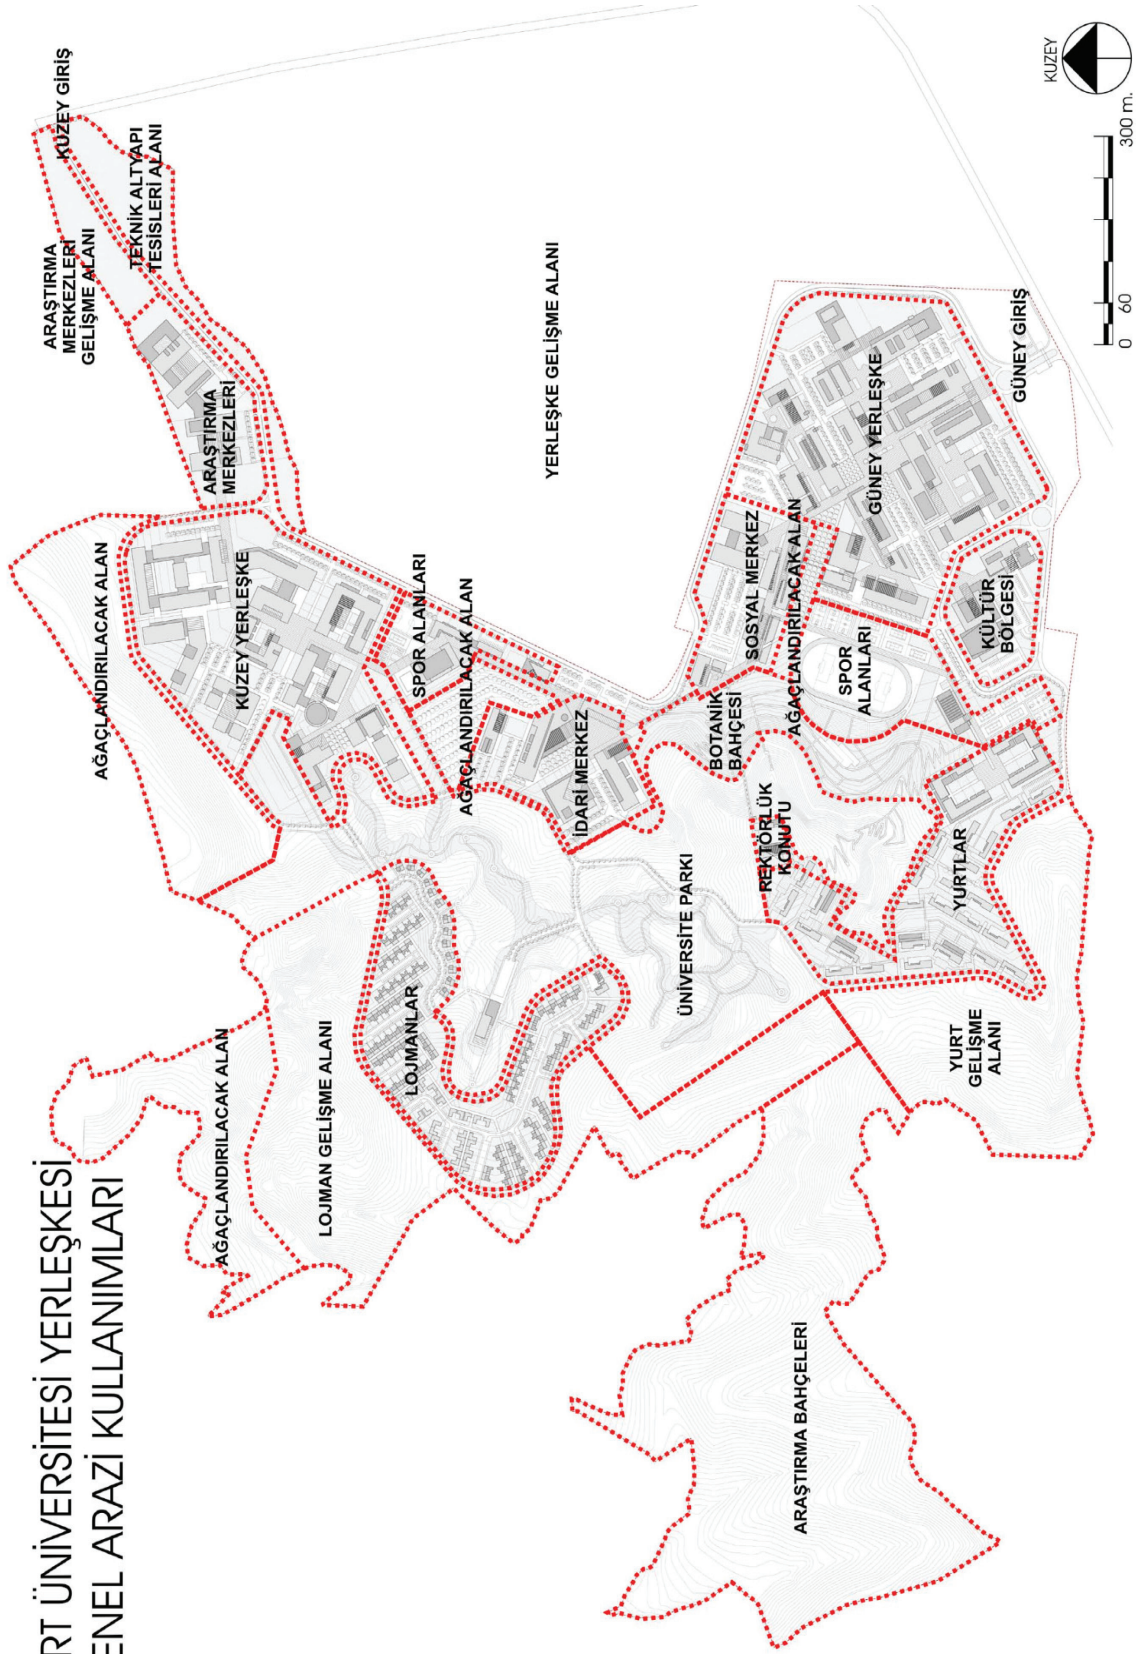 RT ÜNİVERSİTESİ YERLEŞKESİ
ENEL ARAZİ KULLANIMLARI
KUZEY GİRİŞ
TEKNİK ALTYAPI
TESİSLERİ ALANI
ARAŞTIRMA
MERKEZLERİ
GELİŞME ALANI
ARAŞTIRMA
MERKEZLERİ
AĞAÇLANDIRILACAK ALAN
KUZEY YERLEŞKE
SPOR ALANLARI
AĞAÇLANDIRILACAK ALAN
İDARİ MERKEZ
YERLEŞKE GELİŞME ALANI
AĞAÇLANDIRILACAK ALAN
LOJMAN GELİŞME ALANI
LOJMANLAR
ÜNİVERSİTE PARKI
BOTANİK
BAHÇESİ
REKTÖRLÜK
KONUTU
SOSYAL MERKEZ
AĞAÇLANDIRILACAK ALAN
SPOR
ALANLARI
GÜNEY YERLEŞKE
KÜLTÜR
BÖLGESİ
GÜNEY GİRİŞ
YURTLAR
YURT
GELİŞME
ALANI
ARAŞTIRMA BAHÇELERİ
KUZEY
0 60 300 m.